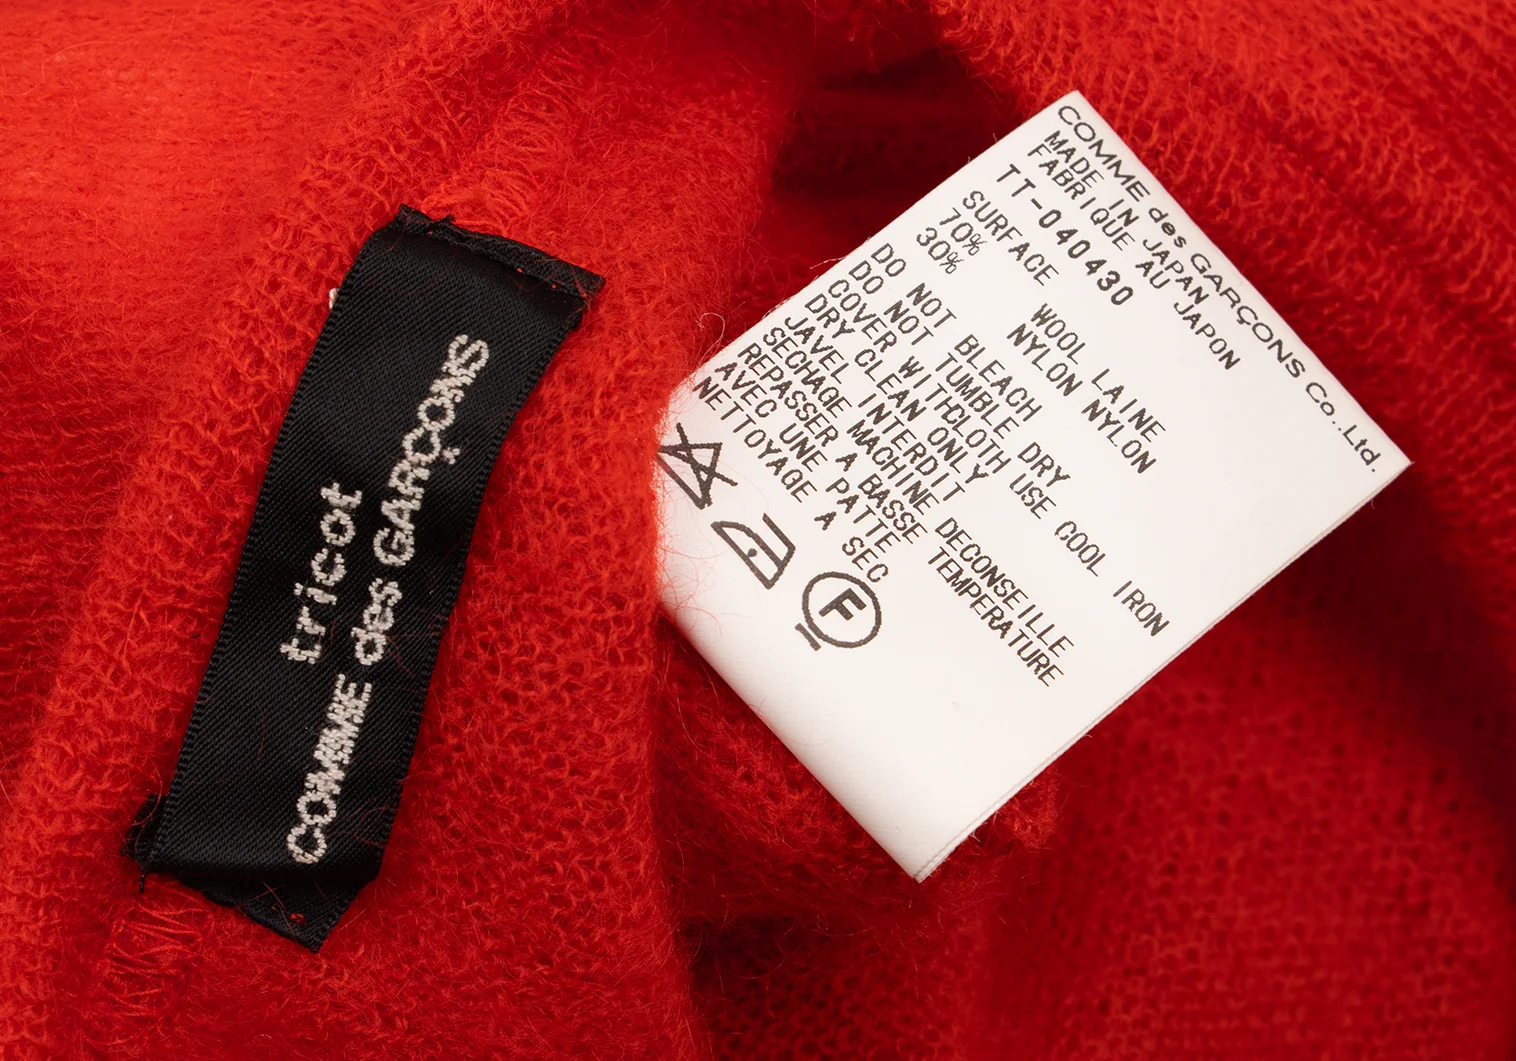 tricot
COMME des GARÇONS
COMME des GARÇONS Co.,Ltd.
MADE IN JAPAN
FABRIQUE AU JAPON
TT-040430
SURFACE
70% WOOL LAINE
30% NYLON NYLON
DO NOT BLEACH
DO NOT TUMBLE DRY
COVER WITHCLOTH USE COOL IRON
DRY CLEAN ONLY
JAVEL INTERDIT
SECHAGE MACHINE DECONSEILLE
REPASSER A BASSE TEMPERATURE
AVEC UNE PATTE
NETTOYAGE A SEC
F